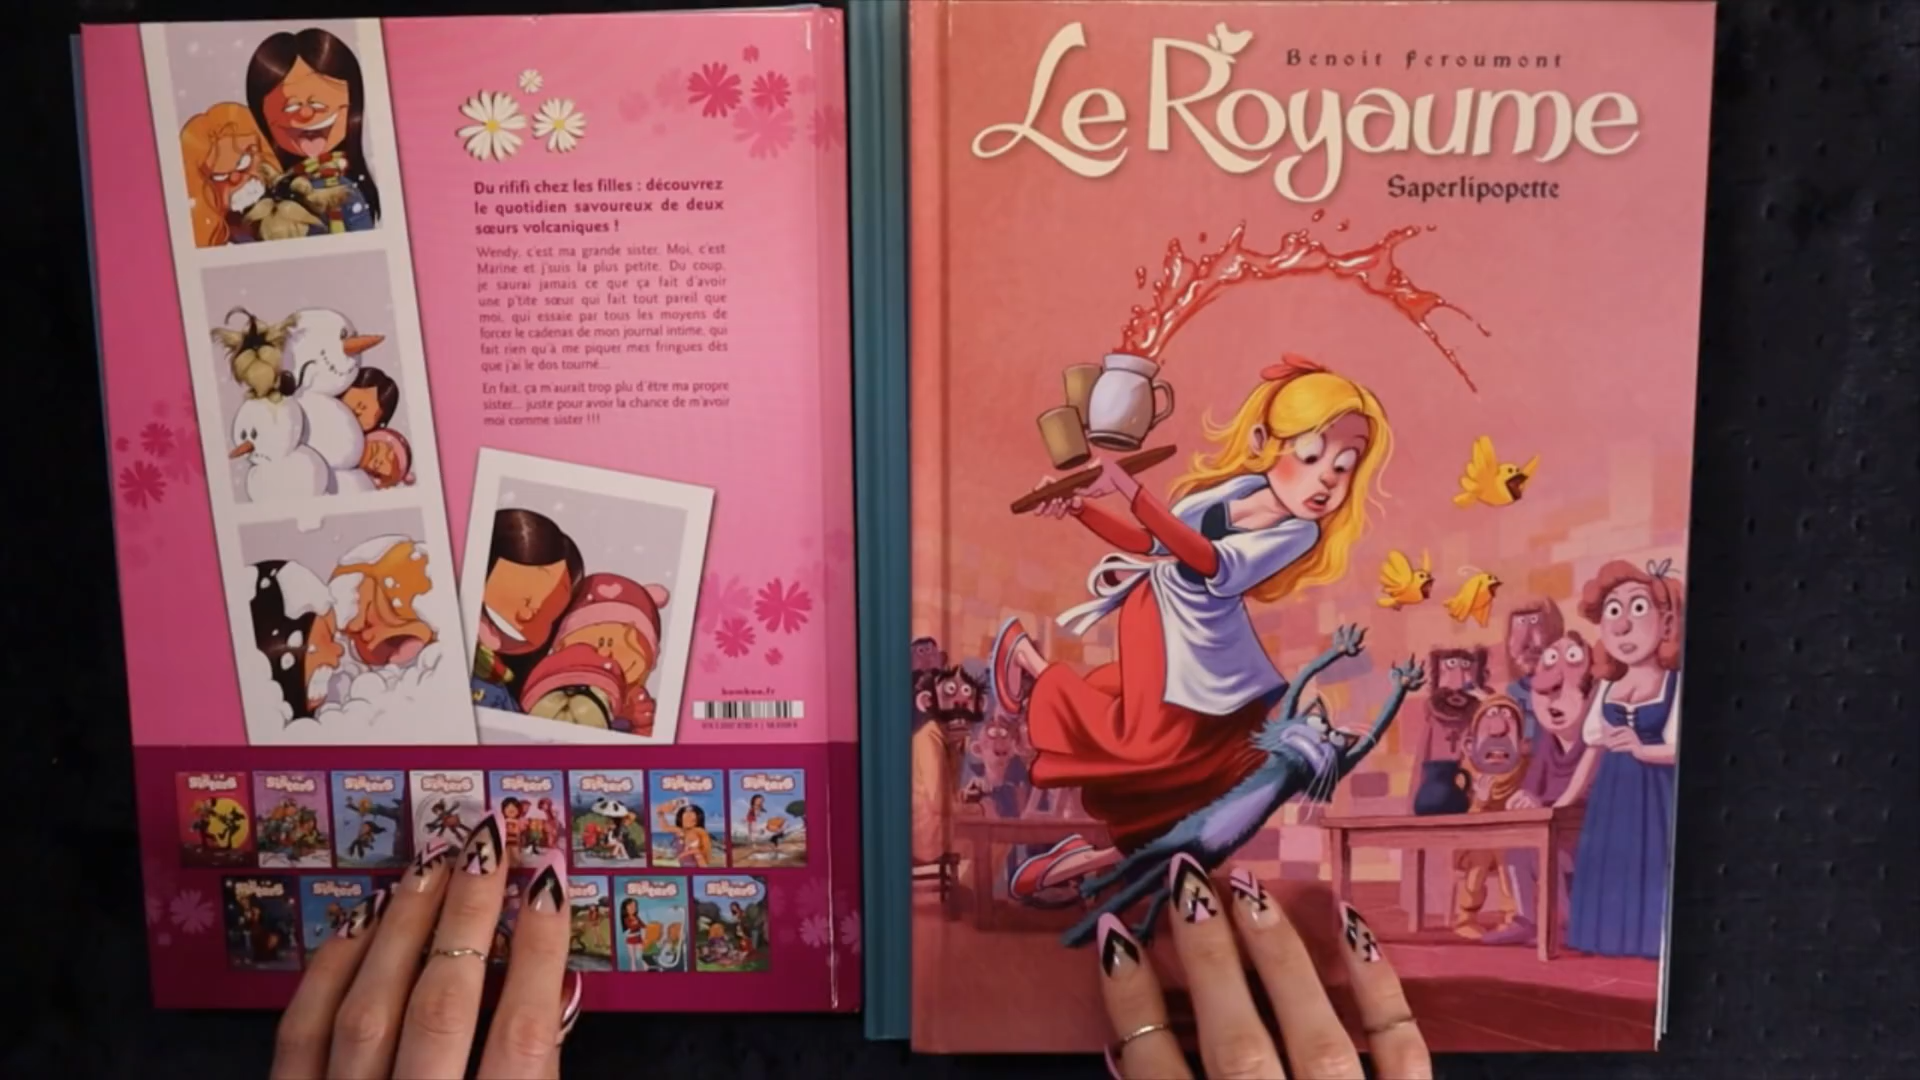 Du rififi chez les filles : découvrez
le quotidien savoureux de deux
sœurs volcaniques !
Wendy, c'est ma grande sister. Moi, c'est
Marine et j'suis la plus petite. Du coup,
je saurai jamais ce que ça fait d'avoir
une p'tite sœur qui fait tout pareil que
moi, qui essaie par tous les moyens de
forcer le cadenas de mon journal intime, qui
fait rien qu'à me piquer mes fringues dès
que j'ai le dos tourné...
En fait, ça m'aurait trop plu d'être ma propre
sister... juste pour avoir la chance de m'avoir
moi comme sister !!!
bamboo.fr
Benoit Feroumont
Le Royaume
Saperlipopette